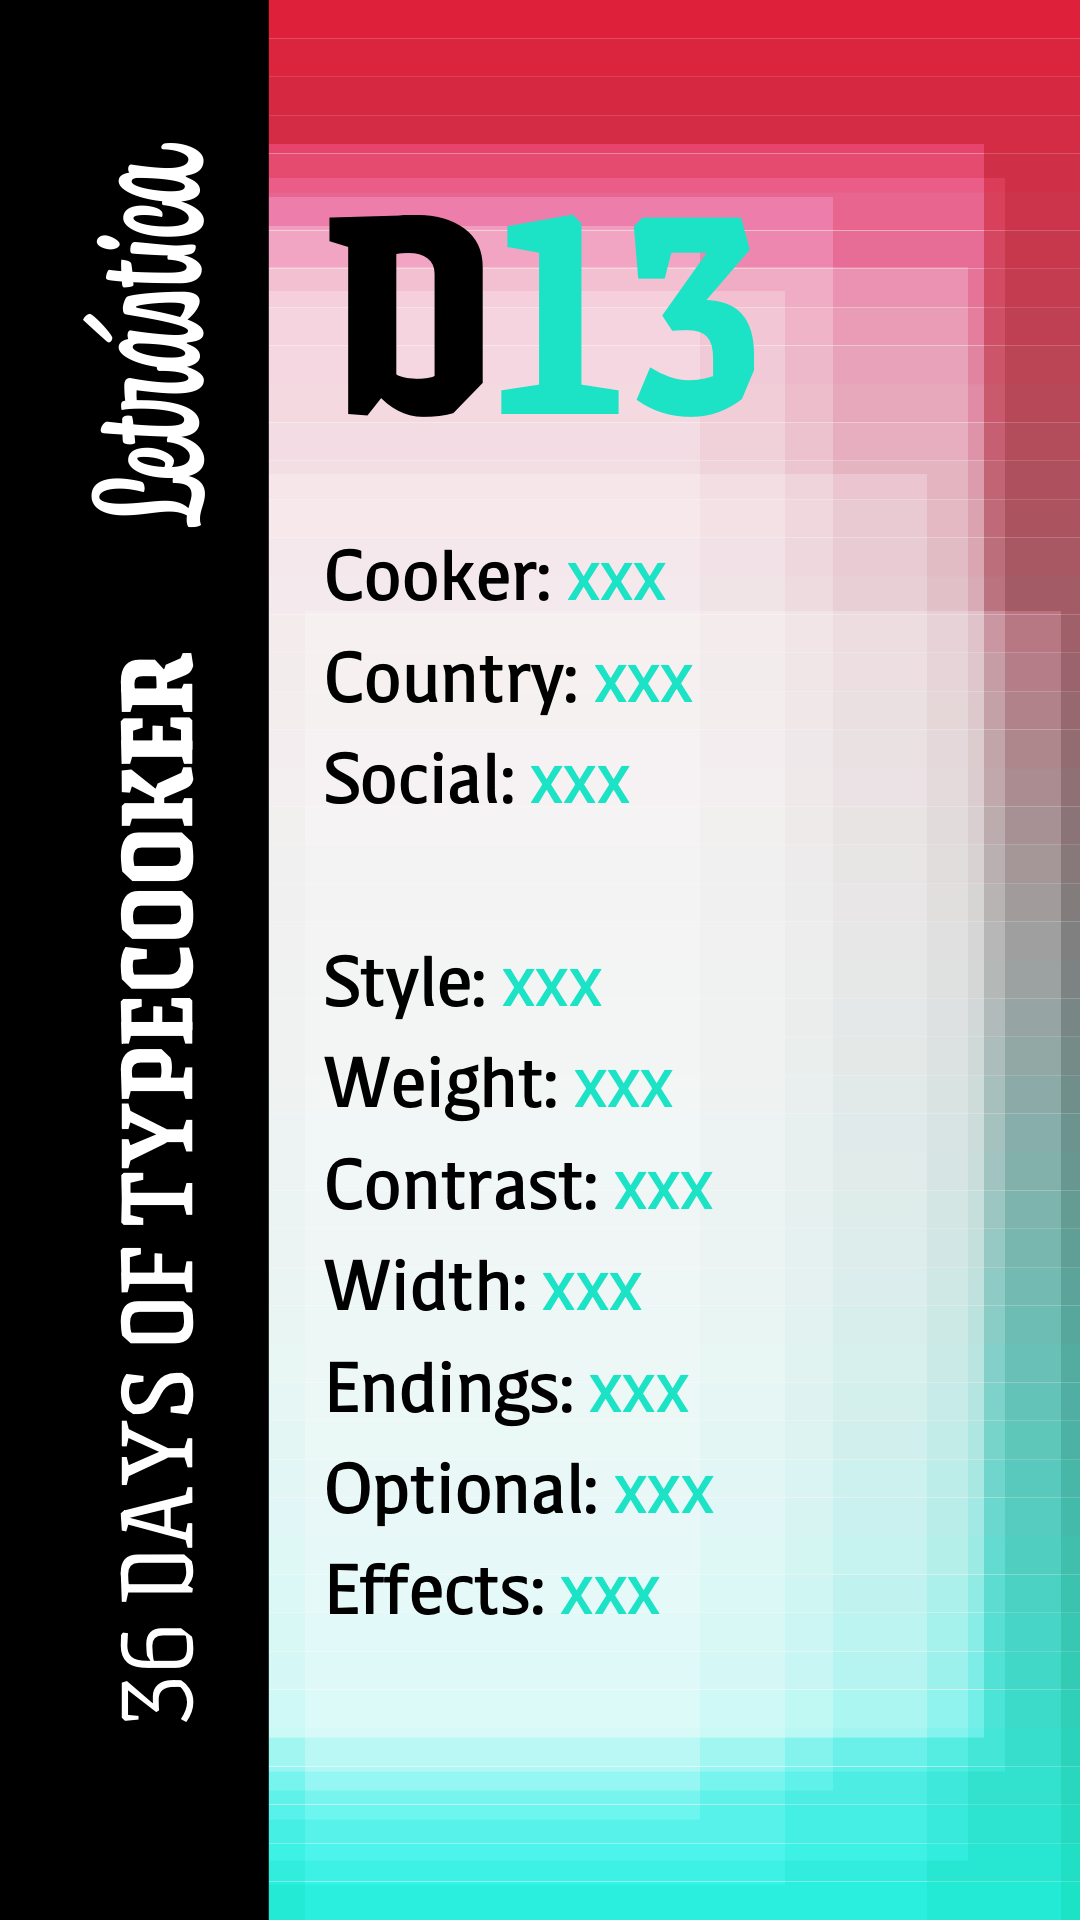 Letrástica
36 DAYS OF TYPECOOKER
D13
Cooker: xxx
Country: xxx
Social: xxx
Style: xxx
Weight: xxx
Contrast: xxx
Width: xxx
Endings: xxx
Optional: xxx
Effects: xxx